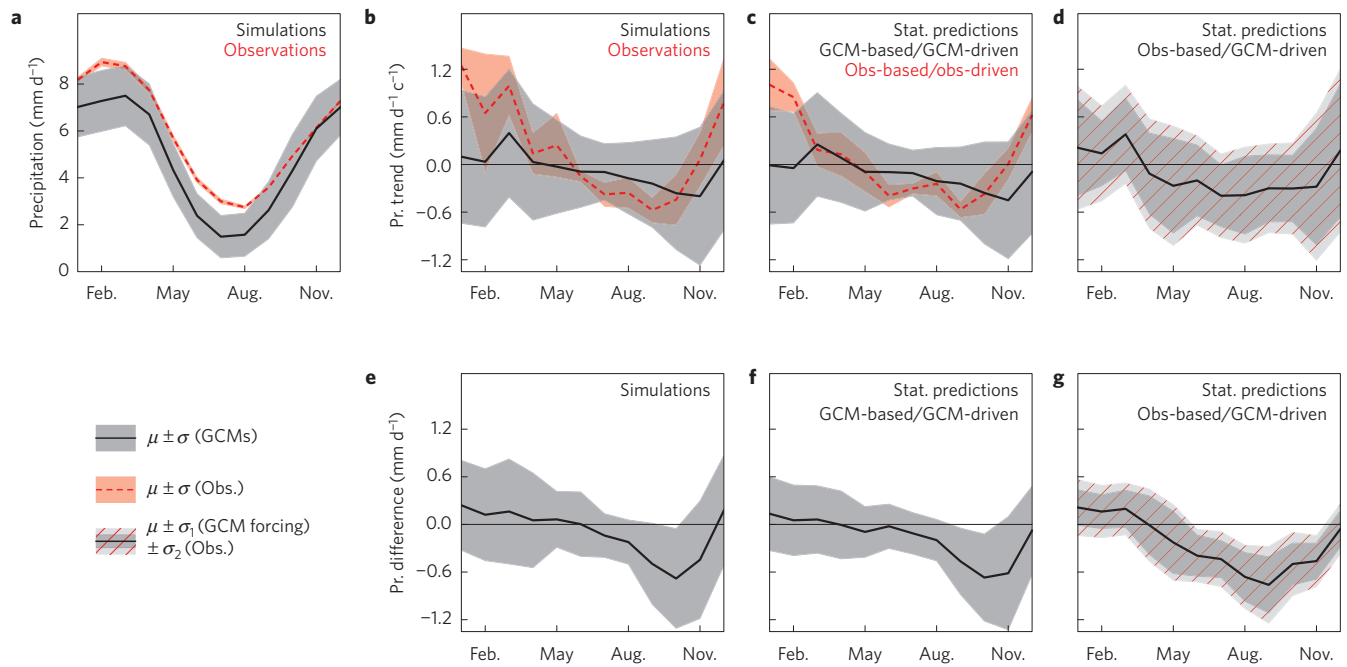 a
Simulations
Observations
Precipitation (mm d−1)
8
6
4
2
0
Feb.
May
Aug.
Nov.
b
Simulations
Observations
Pr. trend (mm d−1 c−1)
1.2
0.6
0.0
−0.6
−1.2
Feb.
May
Aug.
Nov.
c
Stat. predictions
GCM-based/GCM-driven
Obs-based/obs-driven
Feb.
May
Aug.
Nov.
d
Stat. predictions
Obs-based/GCM-driven
Feb.
May
Aug.
Nov.
μ ± σ (GCMs)
μ ± σ (Obs.)
μ ± σ1 (GCM forcing)
± σ2 (Obs.)
e
Simulations
Pr. differernce (mm d−1)
1.2
0.6
0.0
−0.6
−1.2
Feb.
May
Aug.
Nov.
f
Stat. predictions
GCM-based/GCM-driven
Feb.
May
Aug.
Nov.
g
Stat. predictions
Obs-based/GCM-driven
Feb.
May
Aug.
Nov.